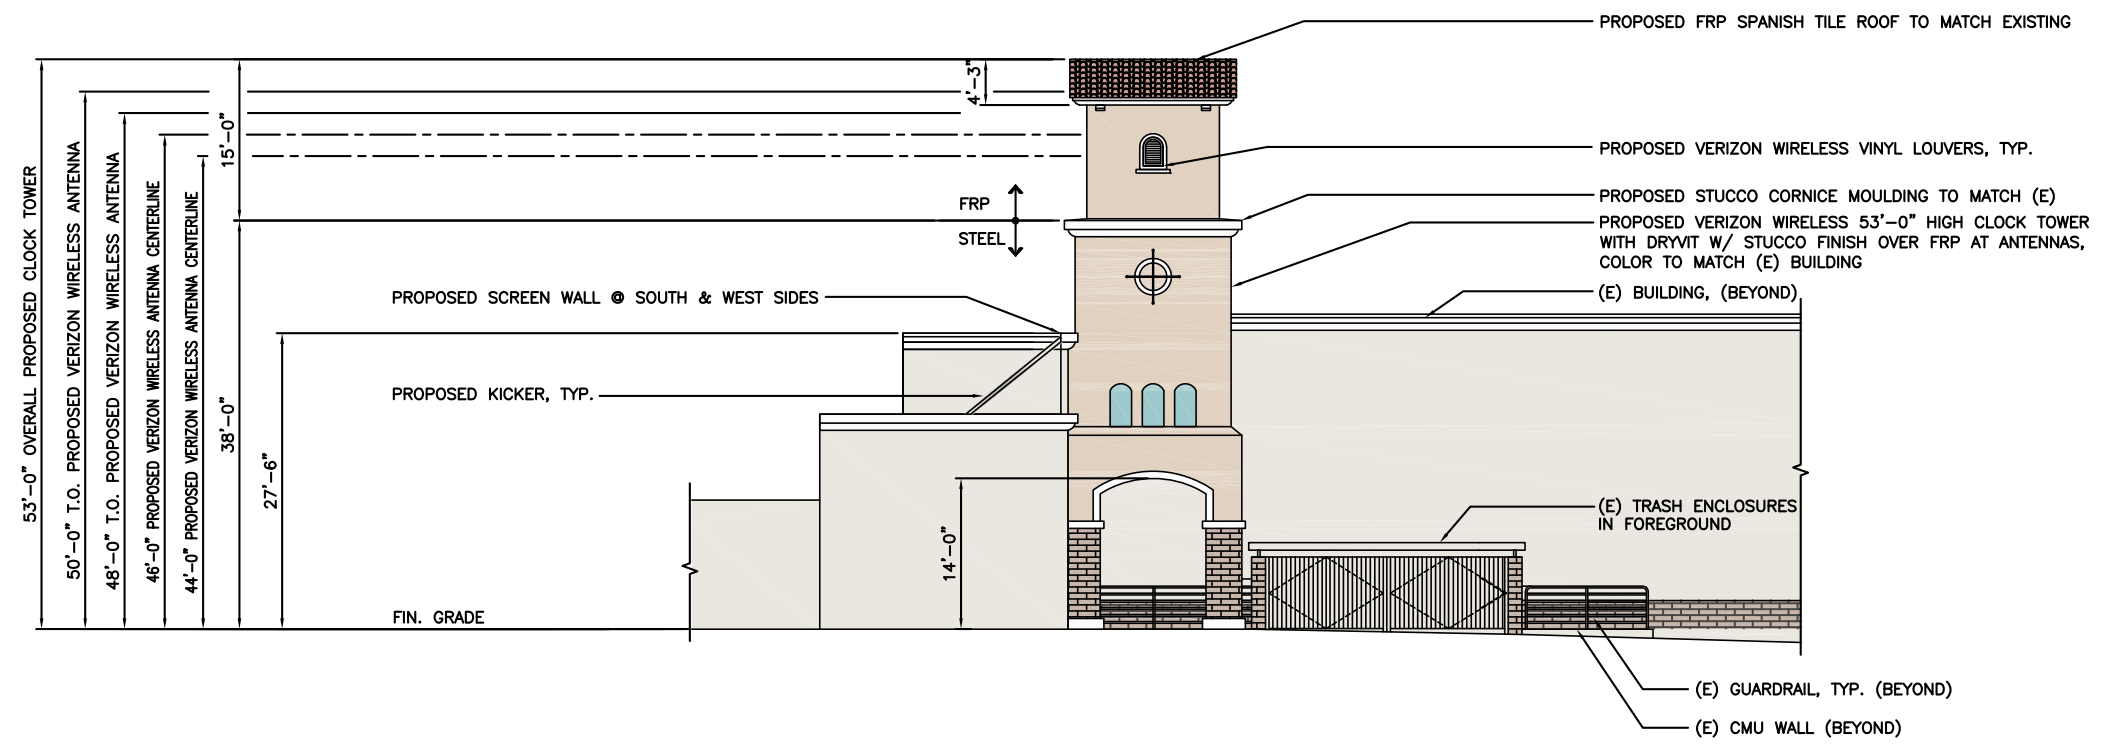 PROPOSED FRP SPANISH TILE ROOF TO MATCH EXISTING
4'-3"
15'-0"
PROPOSED VERIZON WIRELESS VINYL LOUVERS, TYP.
PROPOSED STUCCO CORNICE MOULDING TO MATCH (E)
FRP
STEEL
PROPOSED VERIZON WIRELESS 53'-0" HIGH CLOCK TOWER
WITH DRYVIT W/ STUCCO FINISH OVER FRP AT ANTENNAS,
COLOR TO MATCH (E) BUILDING
(E) BUILDING, (BEYOND)
PROPOSED SCREEN WALL @ SOUTH & WEST SIDES
PROPOSED KICKER, TYP.
53'-0" OVERALL PROPOSED CLOCK TOWER
50'-0" T.O. PROPOSED VERIZON WIRELESS ANTENNA
48'-0" T.O. PROPOSED VERIZON WIRELESS ANTENNA
46'-0" PROPOSED VERIZON WIRELESS ANTENNA CENTERLINE
44'-0" PROPOSED VERIZON WIRELESS ANTENNA CENTERLINE
38'-0"
27'-6"
14'-0"
(E) TRASH ENCLOSURES
IN FOREGROUND
FIN. GRADE
(E) GUARDRAIL, TYP. (BEYOND)
(E) CMU WALL (BEYOND)